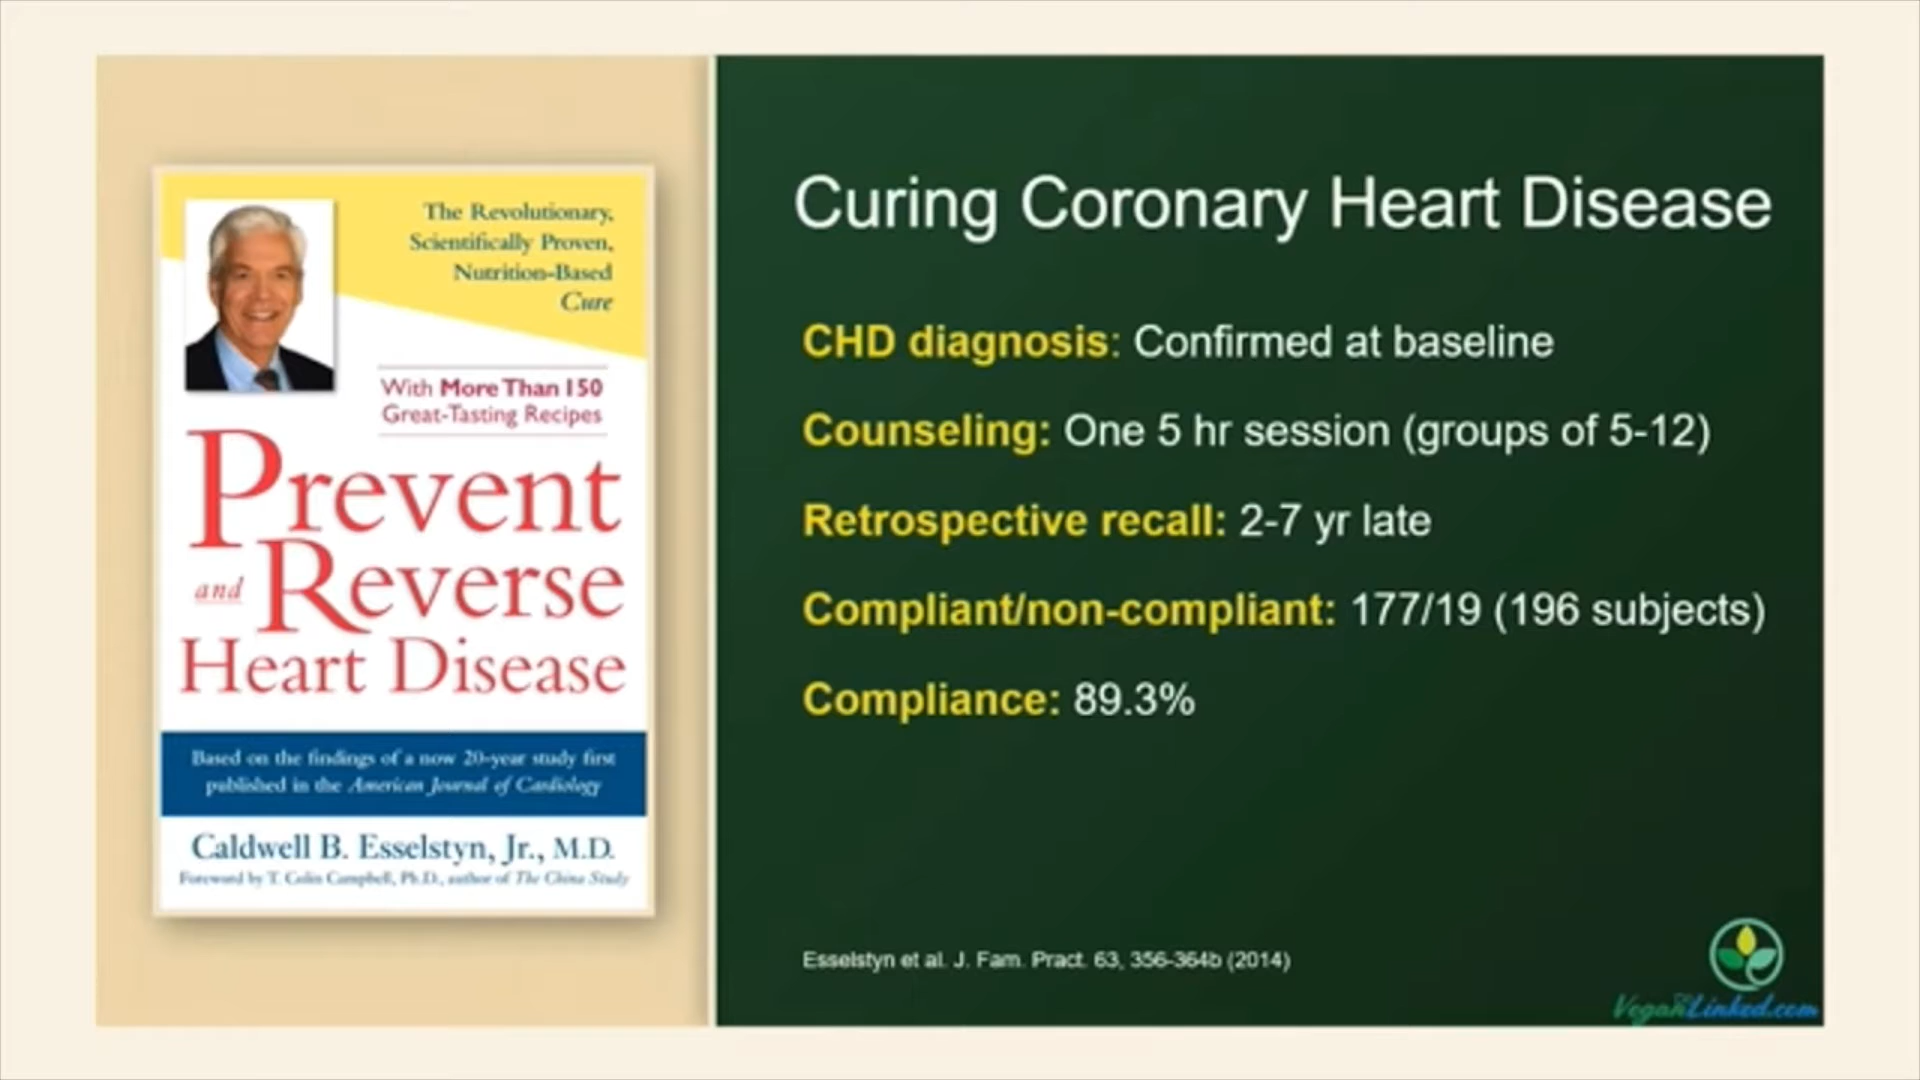 The Revolutionary,
Scientifically Proven,
Nutrition-Based
Cure
With More Than 150
Great-Tasting Recipes
Prevent
and Reverse
Heart Disease
Based on the findings of a now 20-year study first
published in the American Journal of Cardiology
Caldwell B. Esselstyn, Jr., M.D.
Foreword by T. Colin Campbell, Ph.D., author of The China Study
Curing Coronary Heart Disease
CHD diagnosis: Confirmed at baseline
Counseling: One 5 hr session (groups of 5-12)
Retrospective recall: 2-7 yr late
Compliant/non-compliant: 177/19 (196 subjects)
Compliance: 89.3%
Esselstyn et al. J. Fam. Pract. 63, 356-364b (2014)
VeganLinked.com